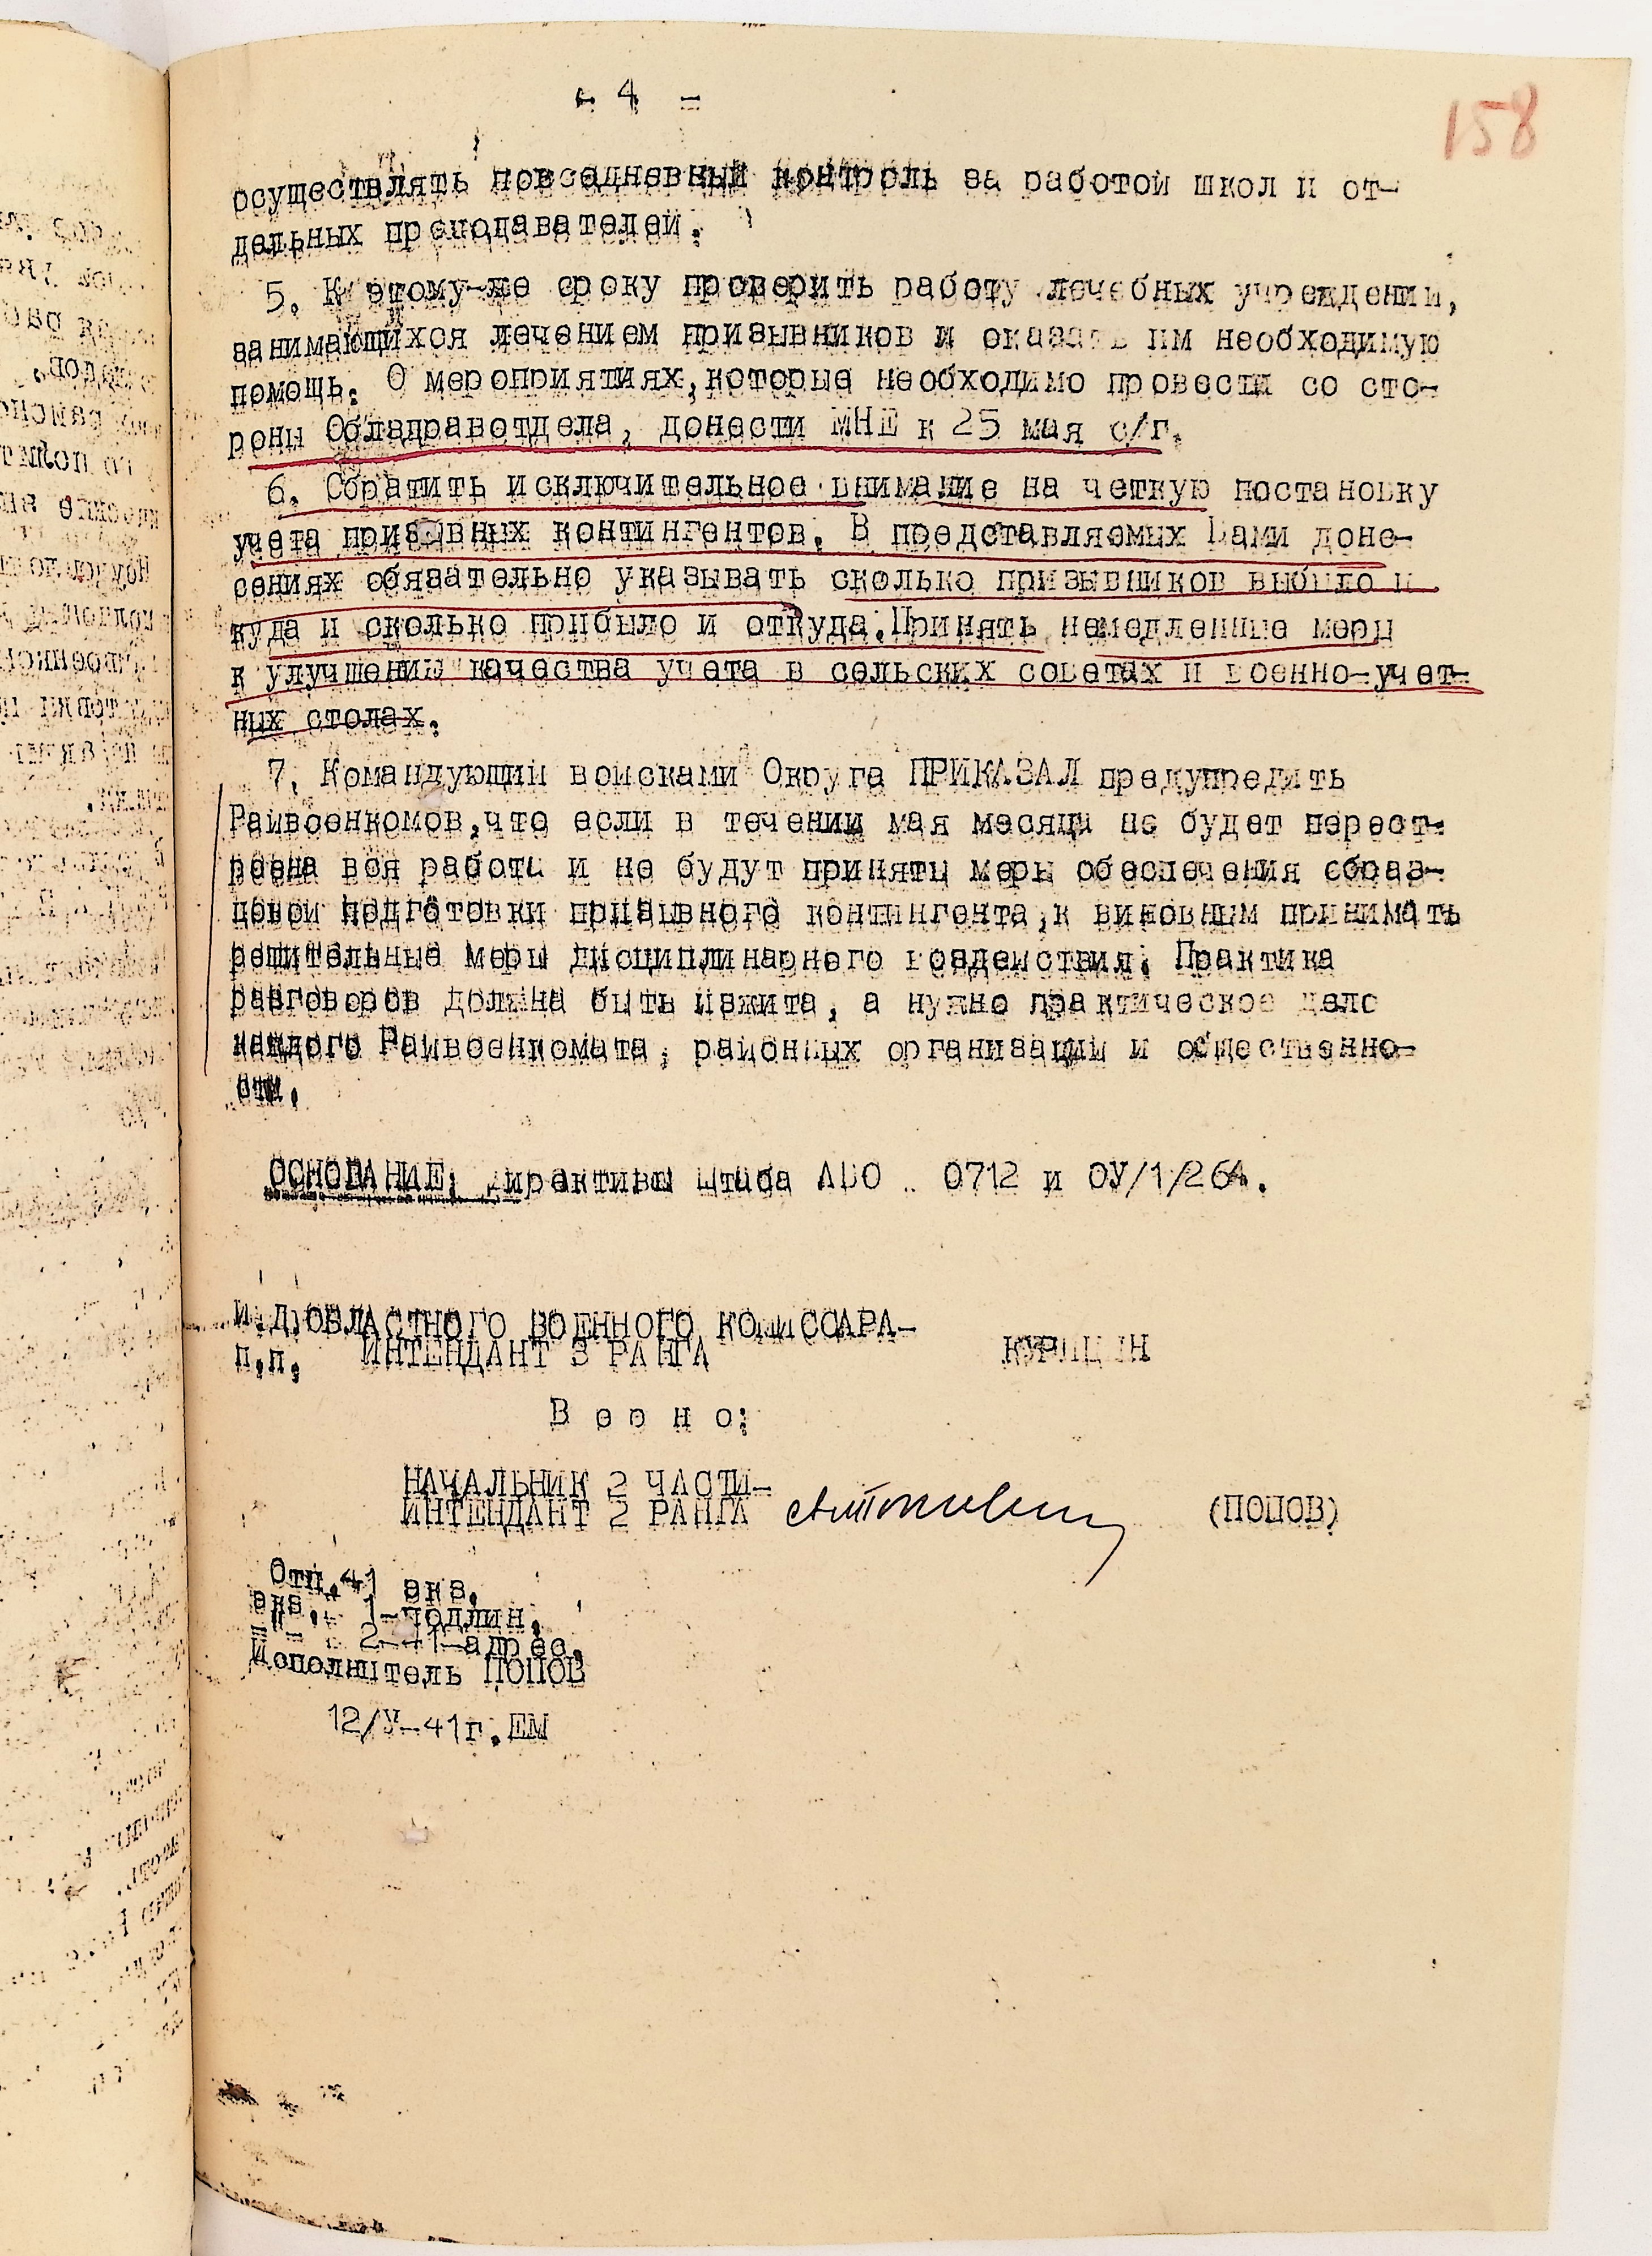 - 4 -
158
осуществлять повседневный контроль за работой школ и от-
дельных преподавателей.
5. К этому-же сроку проверить работу лечебных учреждений,
занимающихся лечением призывников и оказать им необходимую
помощь. О мероприятиях,которые необходимо провести со сто-
роны Облздравотдела, донести МНЕ к 25 мая с/г.
6. Обратить исключительное внимание на четкую постановку
учета призывных контингентов. В представляемых Вами доне-
сениях обязательно указывать сколько призывников выбыло и
куда и сколько прибыло и откуда.Принять немедленные меры
к улучшению качества учета в сельских советах и военно-учет-
ных столах.
7. Командующий войсками Округа ПРИКАЗАЛ предупредить
Райвоенкомов,что если в течении мая месяца не будет перест-
роена вся работа и не будут приняты меры обеспечения образ-
цовой подготовки призывного контингента,к виновным принимать
решительные меры дисциплинарного воздействия. Практика
разговоров должна быть изжита, а нужно практическое дело
каждого Райвоенкомата, районных организаций и общественно-
сти.
ОСНОВАНИЕ: Директивы Штаба 0712 и ОУ/1/264.
И.Д.ОБЛАСТНОГО ВОЕННОГО КОМИССАРА-
п.п. ИНТЕНДАНТ 3 РАНГА
В е р н о:
НАЧАЛЬНИК 2 ЧАСТИ-
ИНТЕНДАНТ 2 РАНГА (ПОПОВ)
Отп.41 экз.
экз. 1-подлин.
2-41-адрес.
Исполнитель ПОПОВ
12/У-41г.ЕМ